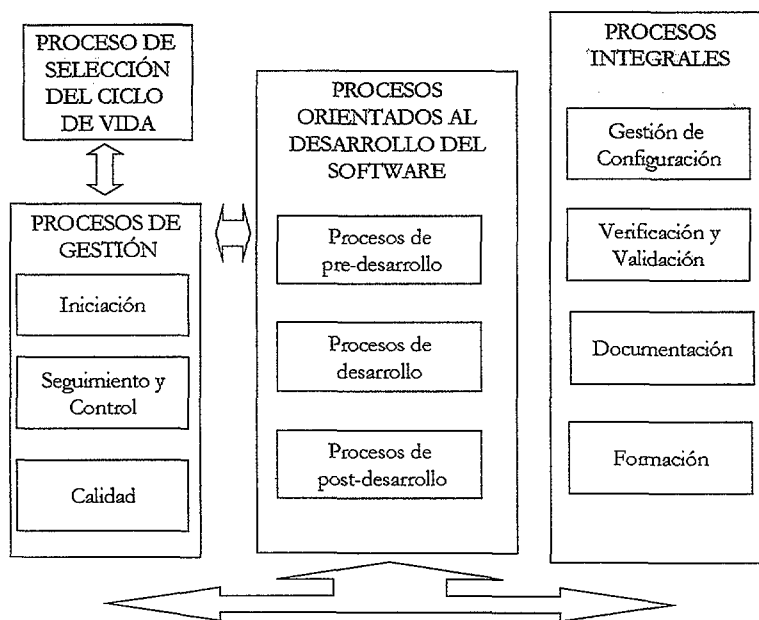 PROCESO DE
SELECCIÓN
DEL CICLO
DE VIDA
PROCESOS DE
GESTIÓN
Iniciación
Seguimiento y
Control
Calidad
PROCESOS
ORIENTADOS AL
DESARROLLO DEL
SOFTWARE
Procesos de
pre-desarrollo
Procesos de
desarrollo
Procesos de
post-desarrollo
PROCESOS
INTEGRALES
Gestión de
Configuración
Verificación y
Validación
Documentación
Formación